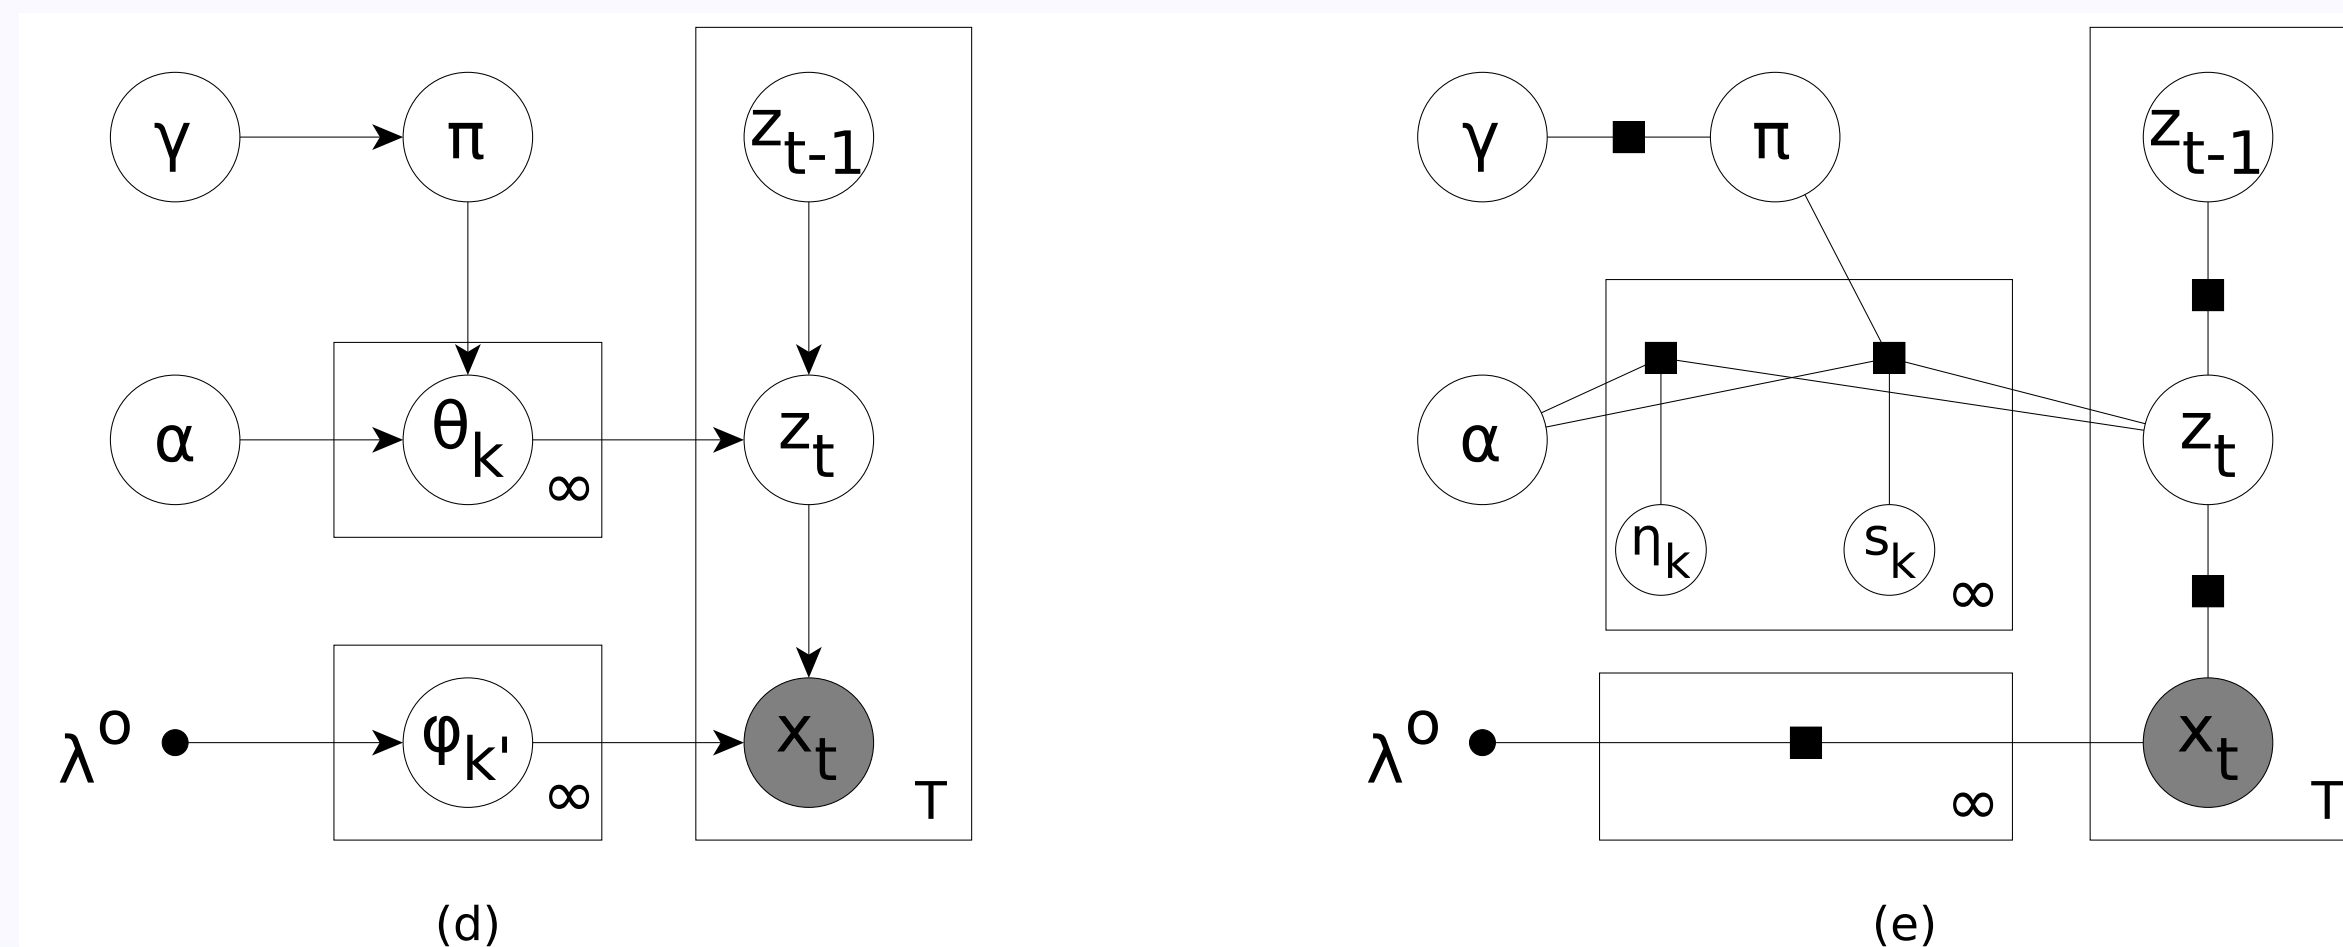 γ π z_{t-1}
α θ_k ∞ z_t
λ^o φ_{k'} ∞ x_t T
(d)
γ π z_{t-1}
α η_k s_k ∞ z_t
λ^o ∞ x_t T
(e)